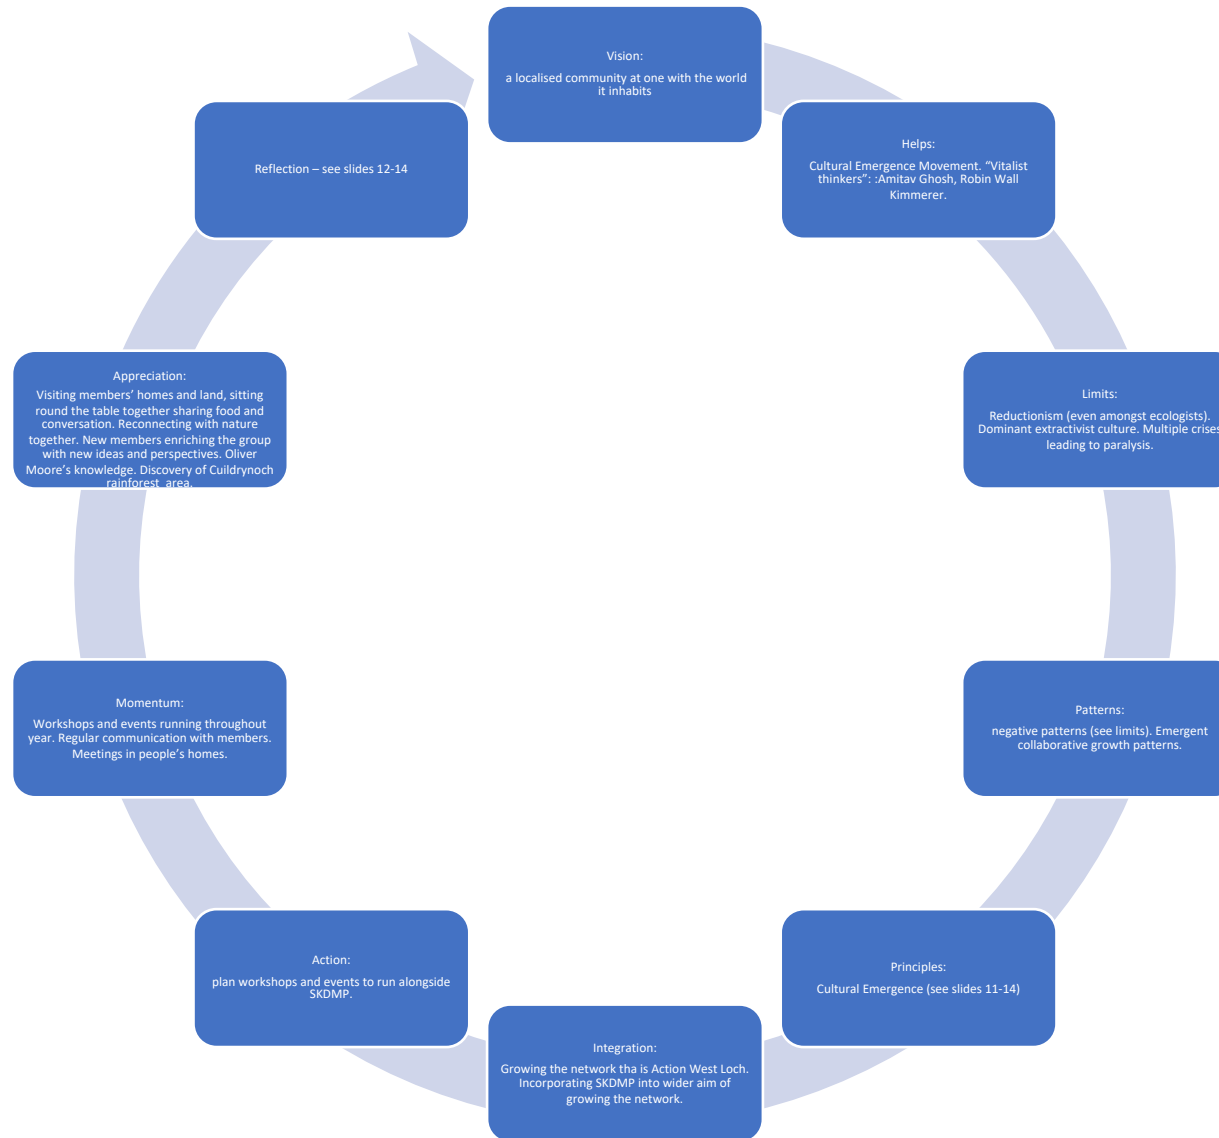 Vision:
a localised community at one with the world
it inhabits
Helps:
Cultural Emergence Movement. “Vitalist
thinkers”: :Amitav Ghosh, Robin Wall
Kimmerer.
Limits:
Reductionism (even amongst ecologists).
Dominant extractivist culture. Multiple crises
leading to paralysis.
Patterns:
negative patterns (see limits). Emergent
collaborative growth patterns.
Principles:
Cultural Emergence (see slides 11-14)
Integration:
Growing the network tha is Action West Loch.
Incorporating SKDMP into wider aim of
growing the network.
Action:
plan workshops and events to run alongside
SKDMP.
Momentum:
Workshops and events running throughout
year. Regular communication with members.
Meetings in people’s homes.
Appreciation:
Visiting members’ homes and land, sitting
round the table together sharing food and
conversation. Reconnecting with nature
together. New members enriching the group
with new ideas and perspectives. Oliver
Moore’s knowledge. Discovery of Cuildrynoch
rainforest area.
Reflection – see slides 12-14